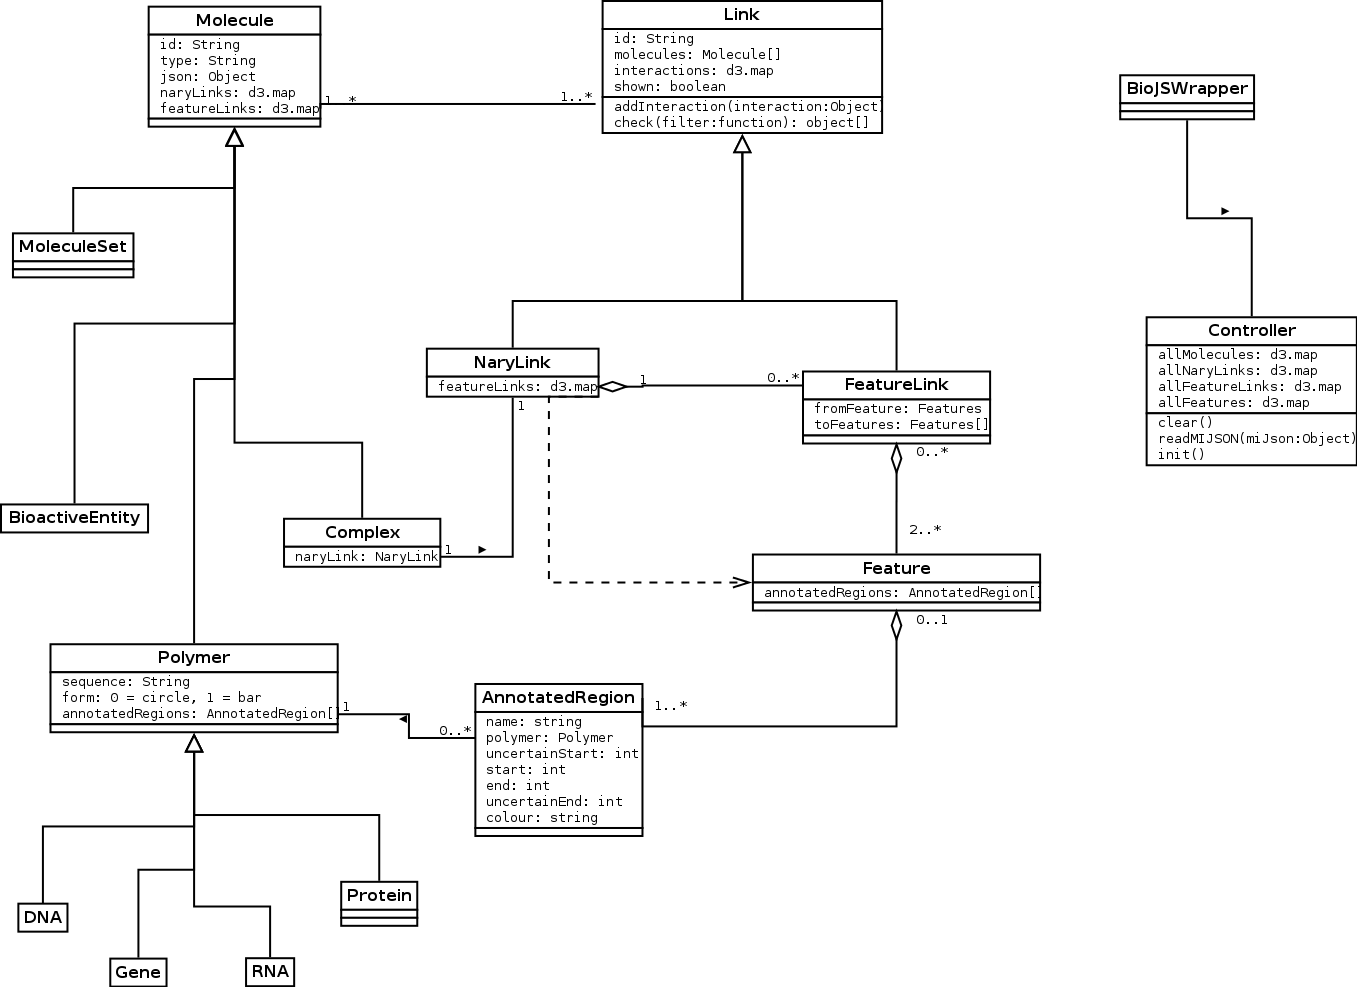 Molecule
id: String
type: String
json: Object
naryLinks: d3.map
featureLinks: d3.map
1..*
1..*
Link
id: String
molecules: Molecule[]
interactions: d3.map
shown: boolean
addInteraction(interaction:Object)
check(filter:function): object[]
BioJSWrapper
MoleculeSet
Controller
allMolecules: d3.map
allNaryLinks: d3.map
allFeatureLinks: d3.map
allFeatures: d3.map
clear()
readMIJSON(miJson:Object)
init()
NaryLink
featureLinks: d3.map
1
0..*
1
FeatureLink
fromFeature: Features
toFeatures: Features[]
0..*
2..*
BioactiveEntity
Complex
naryLink: NaryLink
1
Feature
annotatedRegions: AnnotatedRegion[]
0..1
Polymer
sequence: String
form: 0 = circle, 1 = bar
annotatedRegions: AnnotatedRegion[]
1
0..*
AnnotatedRegion
name: string
polymer: Polymer
uncertainStart: int
start: int
end: int
uncertainEnd: int
colour: string
1..*
Protein
DNA
Gene
RNA